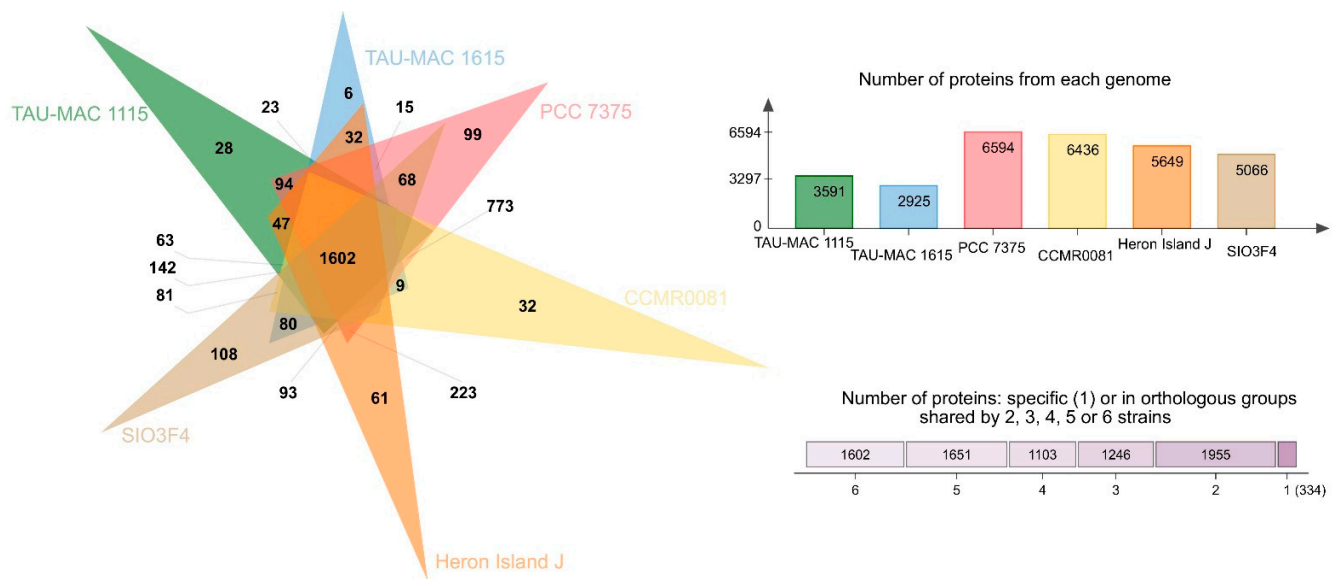 TAU-MAC 1615
TAU-MAC 1115
PCC 7375
CCMR0081
SIO3F4
Heron Island J
6
23
15
32
99
28
68
94
773
47
63
1602
142
9
81
32
80
108
93
61
223
Number of proteins from each genome
6594
3297
0
3591
2925
6594
6436
5649
5066
TAU-MAC 1115
TAU-MAC 1615
PCC 7375
CCMR0081
Heron Island J
SIO3F4
Number of proteins: specific (1) or in orthologous groups
shared by 2, 3, 4, 5 or 6 strains
1602 1651 1103 1246 1955
6 5 4 3 2 1 (334)